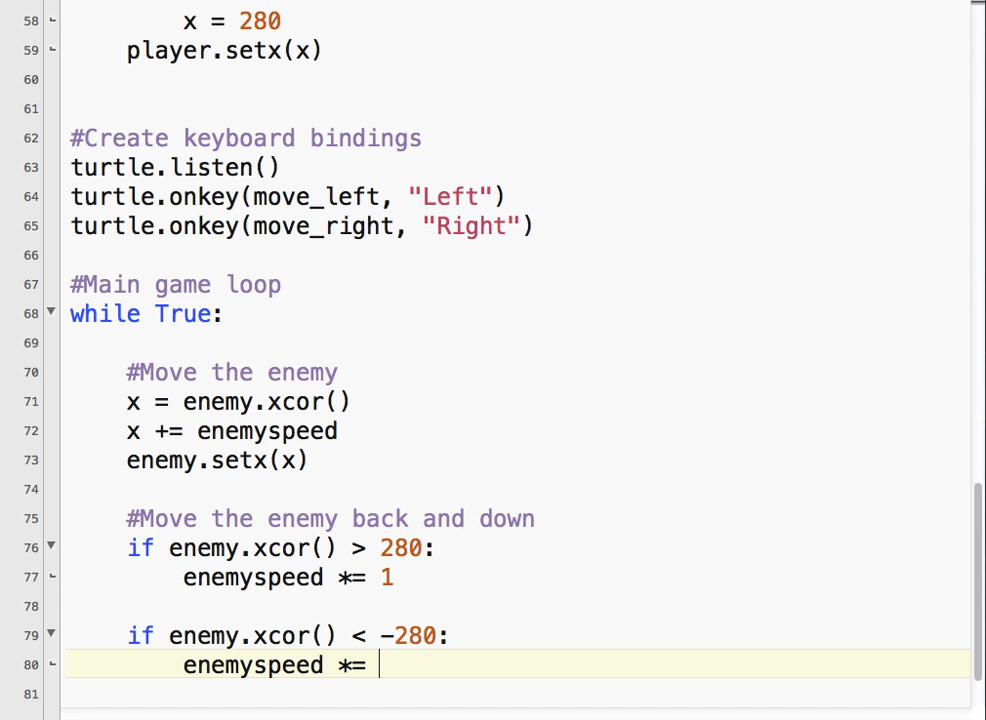 58 x = 280
59 player.setx(x)
60
61
62 #Create keyboard bindings
63 turtle.listen()
64 turtle.onkey(move_left, "Left")
65 turtle.onkey(move_right, "Right")
66
67 #Main game loop
68 while True:
69
70 #Move the enemy
71 x = enemy.xcor()
72 x += enemyspeed
73 enemy.setx(x)
74
75 #Move the enemy back and down
76 if enemy.xcor() > 280:
77 enemyspeed *= 1
78
79 if enemy.xcor() < -280:
80 enemyspeed *=
81